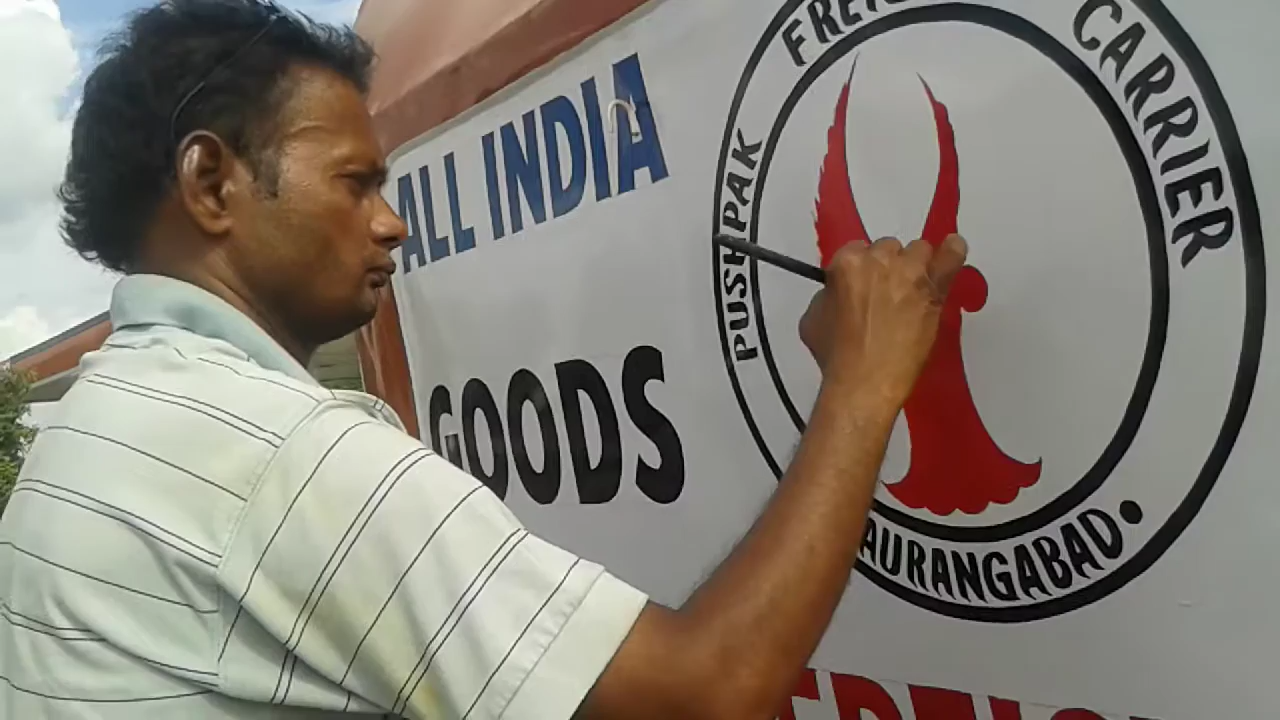 ALL INDIA
GOODS
PUSHPAK
CARRIER
AURANGABAD.